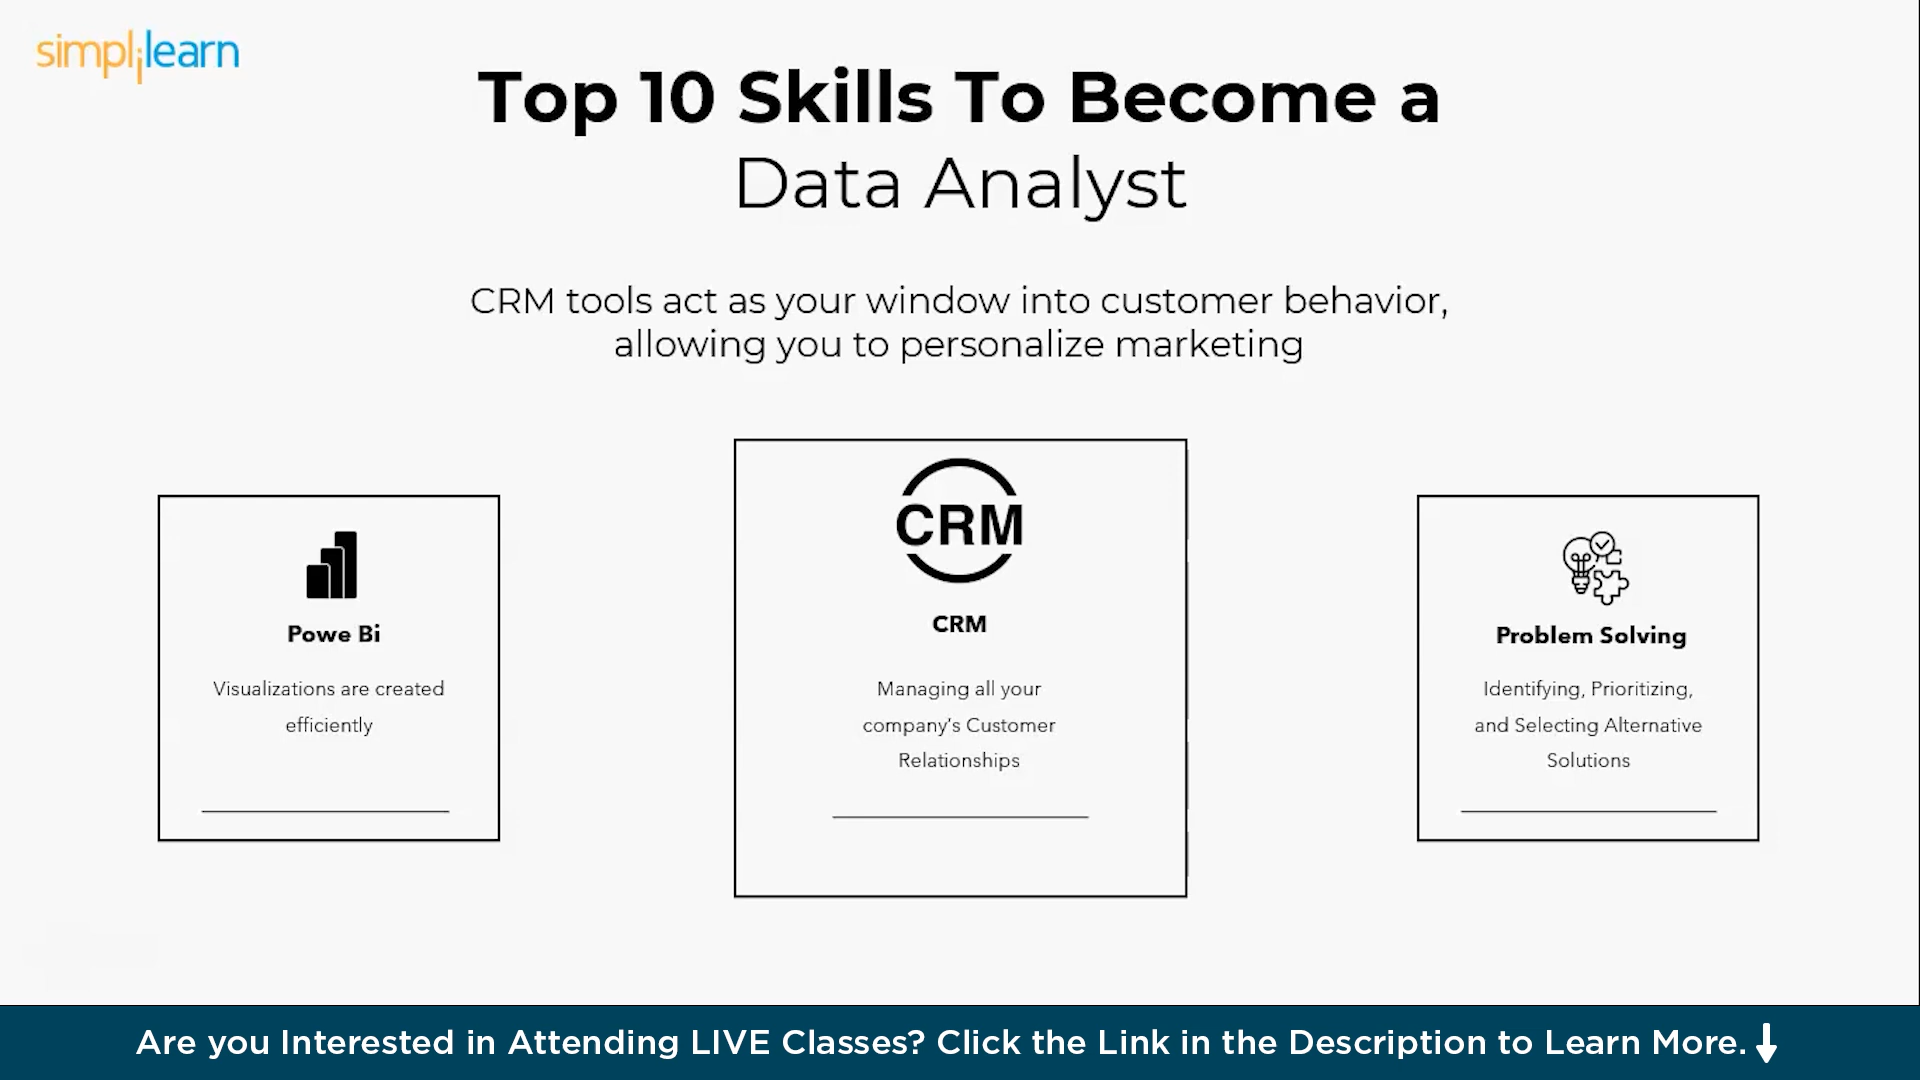 simplilearn
Top 10 Skills To Become a
Data Analyst
CRM tools act as your window into customer behavior,
allowing you to personalize marketing
Powe Bi
Visualizations are created
efficiently
CRM
CRM
Managing all your
company's Customer
Relationships
Problem Solving
Identifying, Prioritizing,
and Selecting Alternative
Solutions
Are you Interested in Attending LIVE Classes? Click the Link in the Description to Learn More.